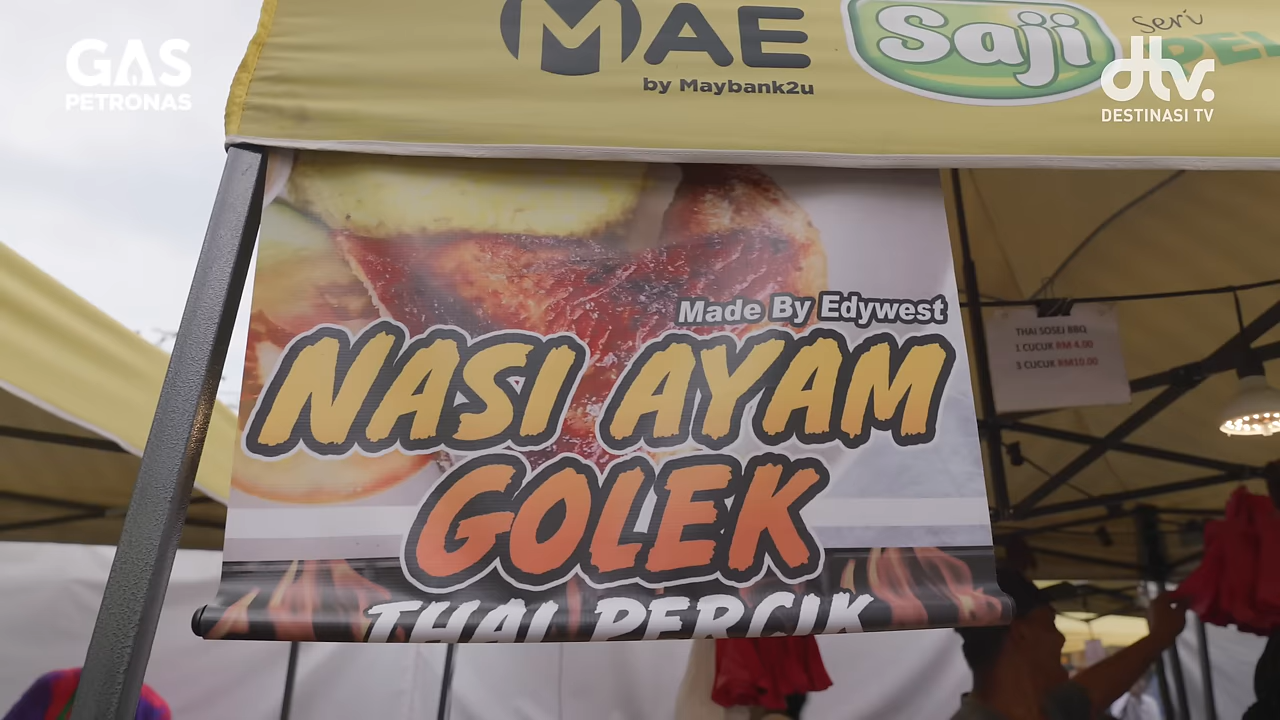 GAS
PETRONAS
MAE
by Maybank2u
Saji
Seri
dtv.
DESTINASI TV
Made By Edywest
NASI AYAM
GOLEK
THAI PERCIK
THAI SOSEJ BBQ
1 CUCUK RM 4.00
3 CUCUK RM10.00